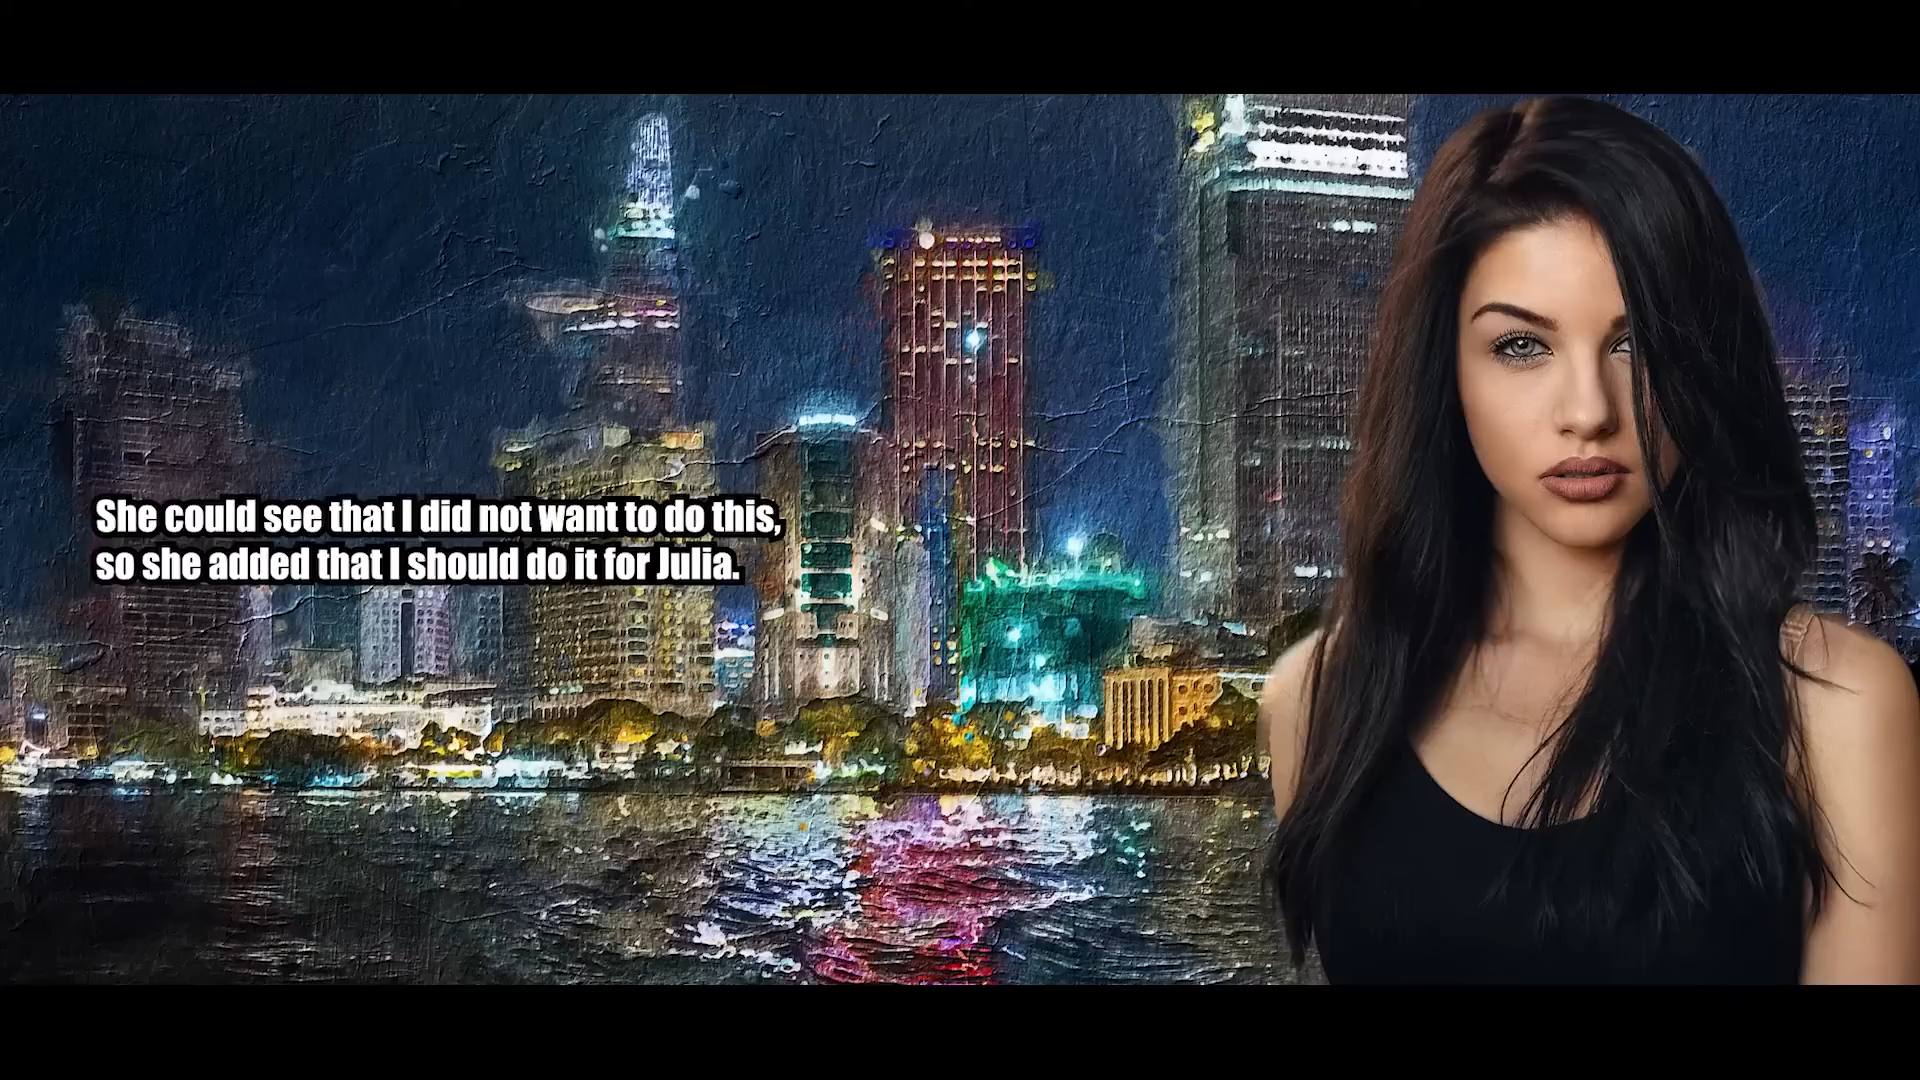 She could see that I did not want to do this,
so she added that I should do it for Julia.